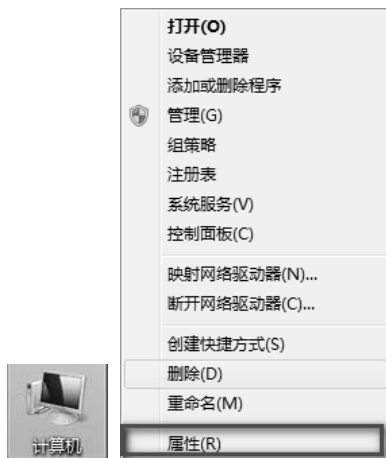 打开(O)
设备管理器
添加或删除程序
管理(G)
组策略
注册表
系统服务(V)
控制面板(C)
映射网络驱动器(N)...
断开网络驱动器(C)...
创建快捷方式(S)
删除(D)
重命名(M)
属性(R)
计算机